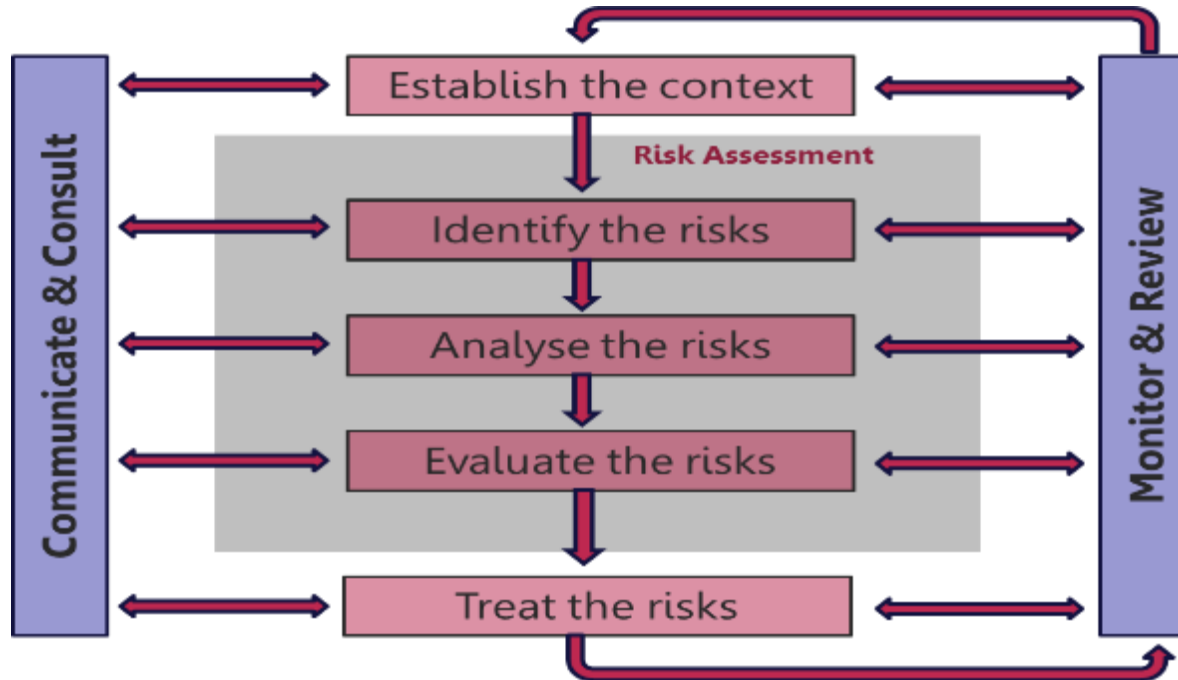 Establish the context
Risk Assessment
Identify the risks
Analyse the risks
Evaluate the risks
Treat the risks
Communicate & Consult
Monitor & Review